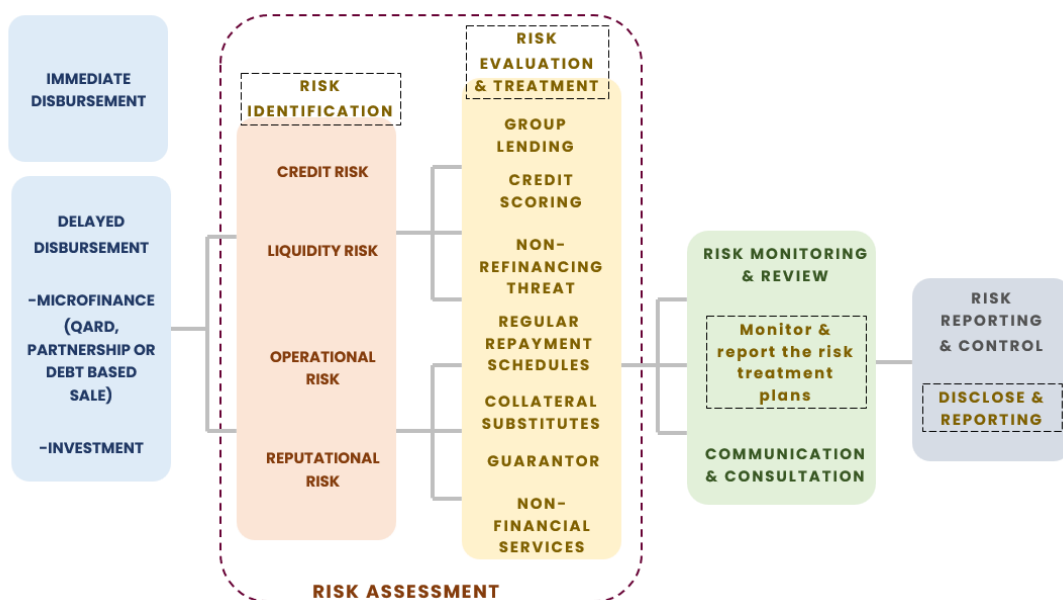 IMMEDIATE
DISBURSEMENT
DELAYED
DISBURSEMENT
-MICROFINANCE
(QARD,
PARTNERSHIP OR
DEBT BASED
SALE)
-INVESTMENT
RISK
IDENTIFICATION
CREDIT RISK
LIQUIDITY RISK
OPERATIONAL
RISK
REPUTATIONAL
RISK
RISK
EVALUATION
& TREATMENT
GROUP
LENDING
CREDIT
SCORING
NON-
REFINANCING
THREAT
REGULAR
REPAYMENT
SCHEDULES
COLLATERAL
SUBSTITUTES
GUARANTOR
NON-
FINANCIAL
SERVICES
RISK ASSESSMENT
RISK MONITORING
& REVIEW
Monitor &
report the risk
treatment
plans
COMMUNICATION
& CONSULTATION
RISK
REPORTING
& CONTROL
DISCLOSE &
REPORTING